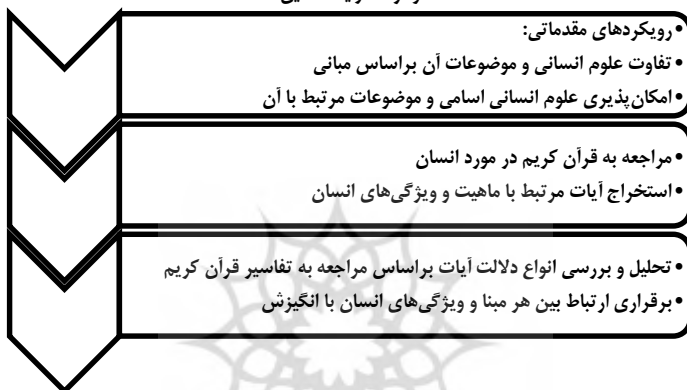 •رویکردهای مقدماتی:
• تفاوت علوم انسانی و موضوعات آن براساس مبانی
•امکان‌پذیری علوم انسانی اسامی و موضوعات مرتبط با آن
•مراجعه به قرآن کریم در مورد انسان
•استخراج آیات مرتبط با ماهیت و ویژگی‌های انسان
• تحلیل و بررسی انواع دلالت آیات براساس مراجعه به تفاسیر قرآن کریم
•برقراری ارتباط بین هر مبنا و ویژگی‌های انسان با انگیزش